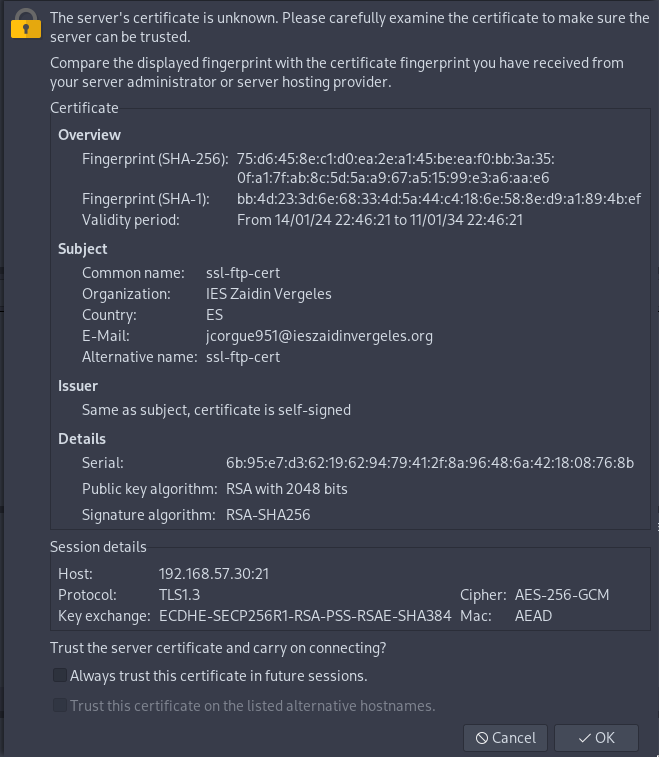 The server's certificate is unknown. Please carefully examine the certificate to make sure the
server can be trusted.
Compare the displayed fingerprint with the certificate fingerprint you have received from
your server administrator or server hosting provider.
Certificate
Overview
Fingerprint (SHA-256): 75:d6:45:8e:c1:d0:ea:2e:a1:45:be:ea:f0:bb:3a:35:
0f:a1:7f:ab:8c:5d:5a:a9:67:a5:15:99:e3:a6:aa:e6
Fingerprint (SHA-1): bb:4d:23:3d:6e:68:33:4d:5a:44:c4:18:6e:58:8e:d9:a1:89:4b:ef
Validity period: From 14/01/24 22:46:21 to 11/01/34 22:46:21
Subject
Common name: ssl-ftp-cert
Organization: IES Zaidin Vergeles
Country: ES
E-Mail: jcorgue951@ieszaidinvergeles.org
Alternative name: ssl-ftp-cert
Issuer
Same as subject, certificate is self-signed
Details
Serial: 6b:95:e7:d3:62:19:62:94:79:41:2f:8a:96:48:6a:42:18:08:76:8b
Public key algorithm: RSA with 2048 bits
Signature algorithm: RSA-SHA256
Session details
Host: 192.168.57.30:21
Protocol: TLS1.3 Cipher: AES-256-GCM
Key exchange: ECDHE-SECP256R1-RSA-PSS-RSAE-SHA384 Mac: AEAD
Trust the server certificate and carry on connecting?
Always trust this certificate in future sessions.
Trust this certificate on the listed alternative hostnames.
Cancel OK